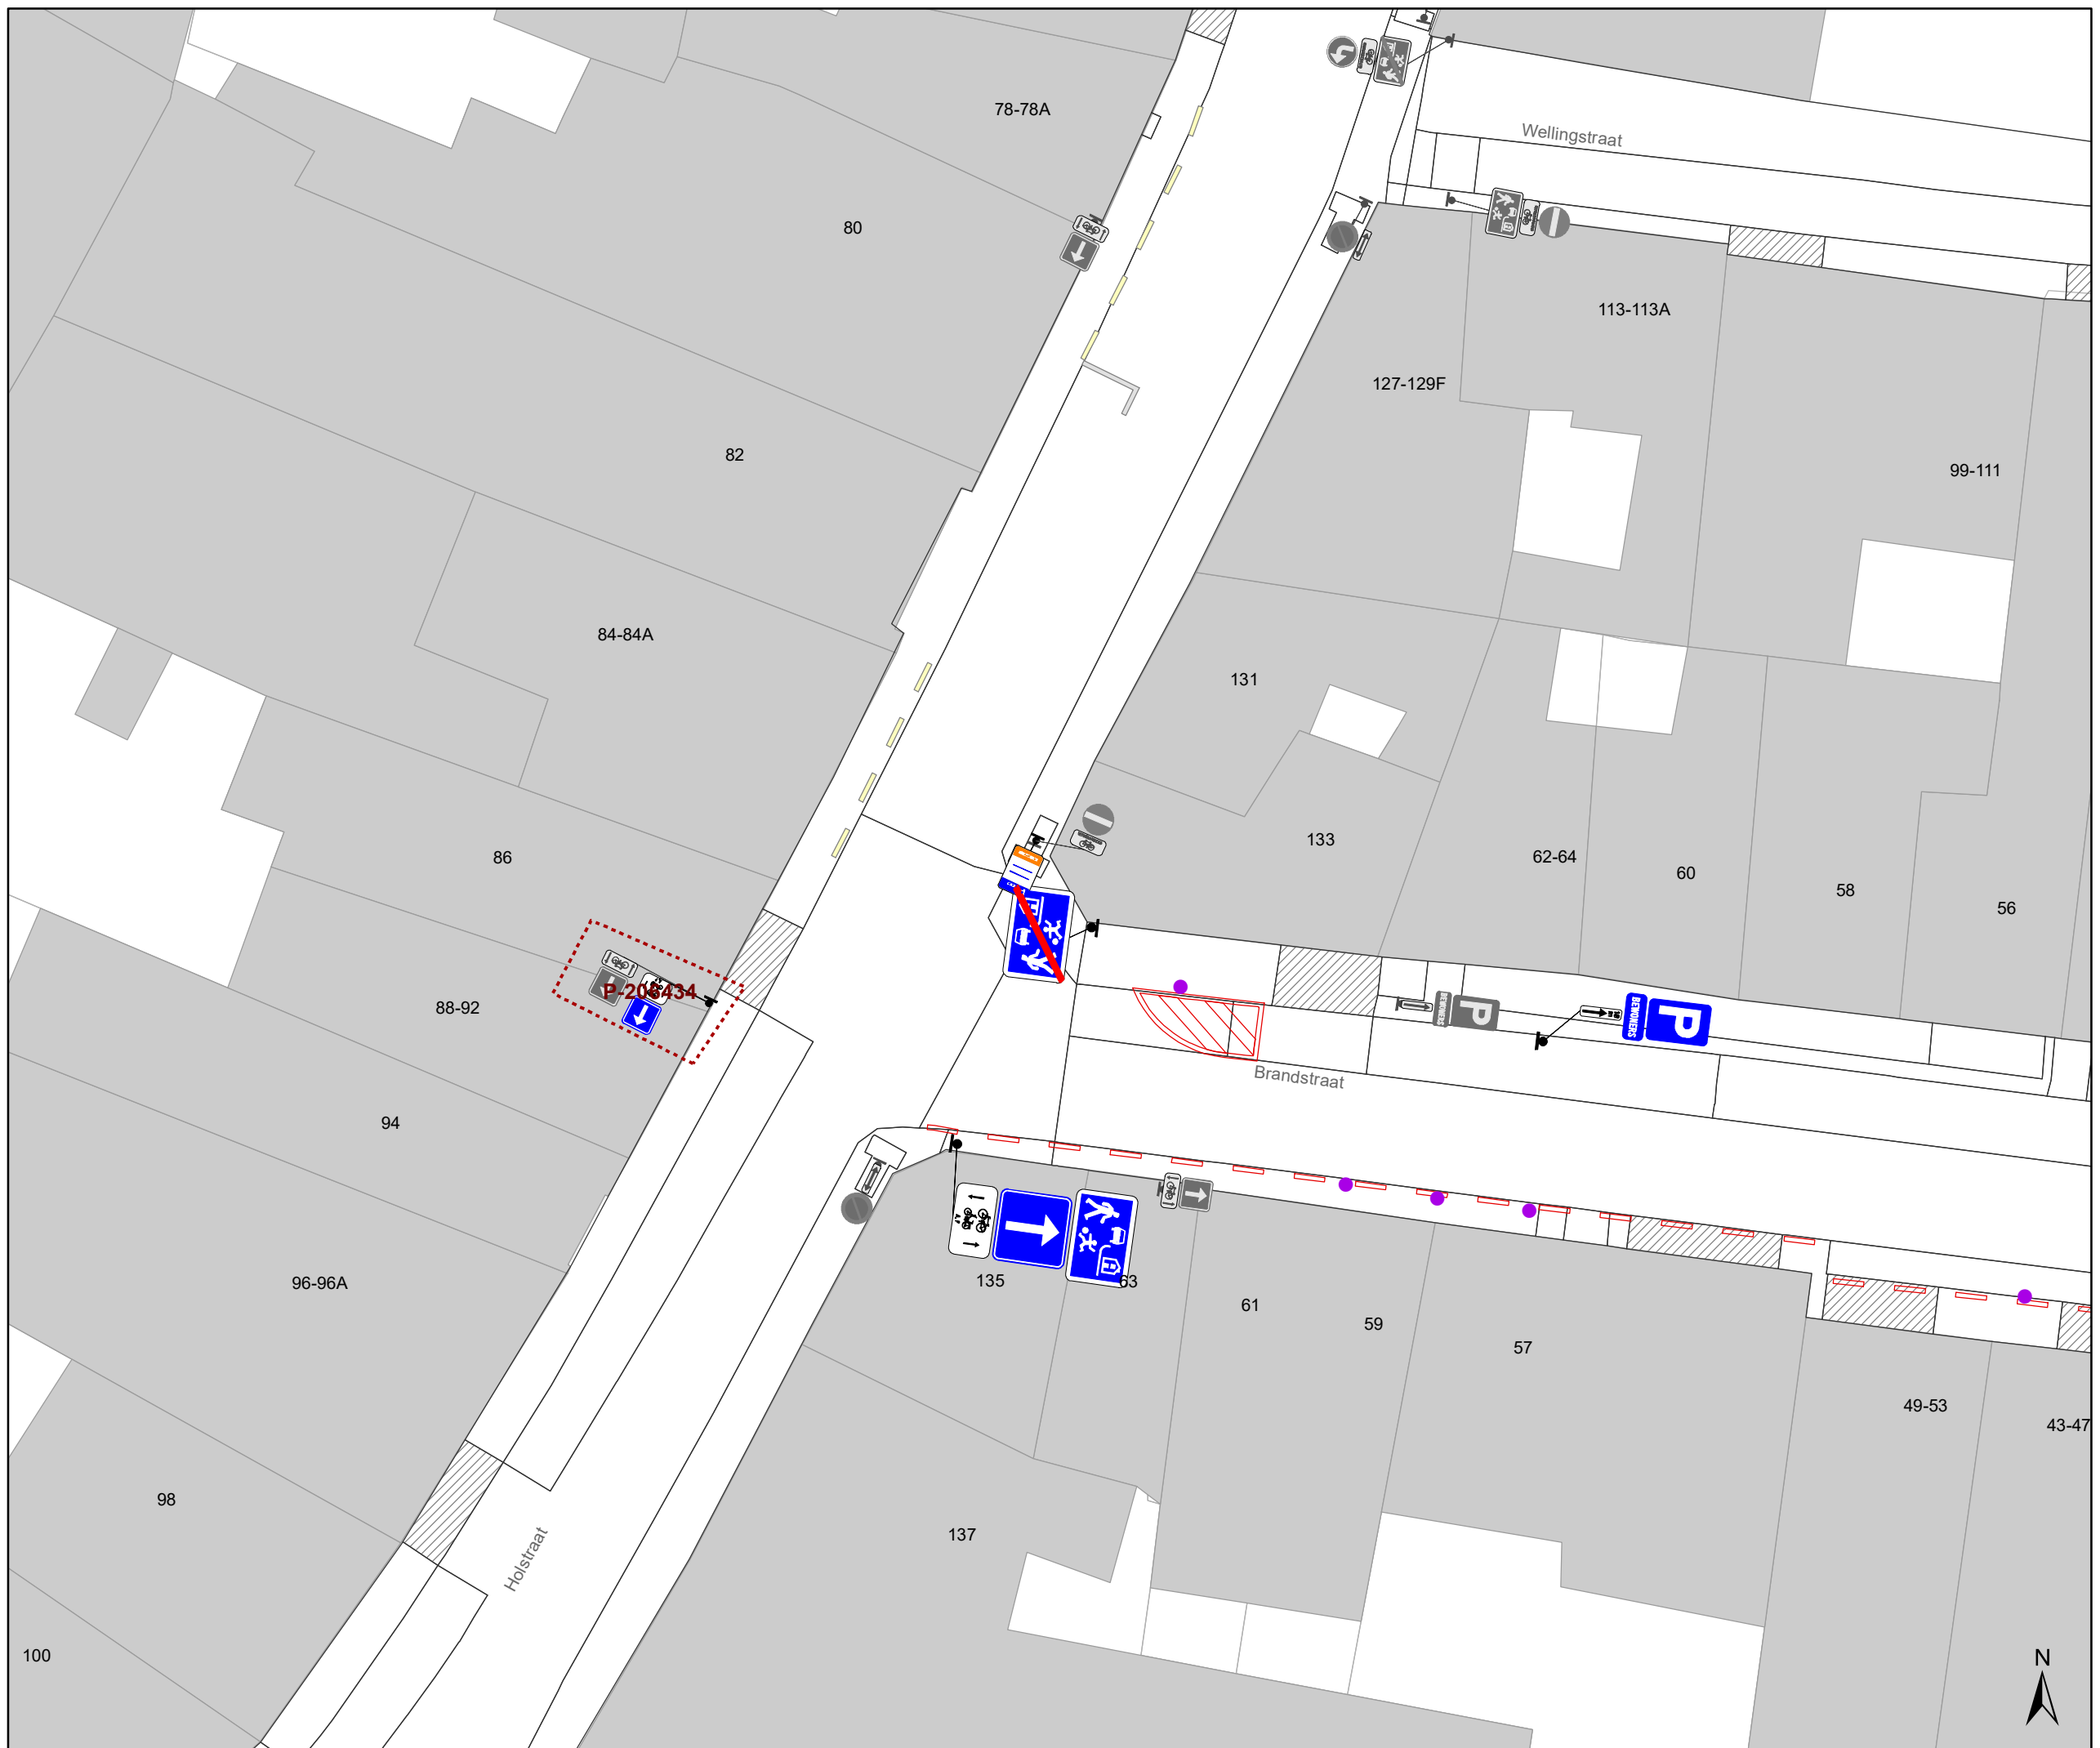 78-78A
Wellingstraat
80
113-113A
127-129F
82
99-111
84-84A
131
133
86
62-64
60
58
56
P-208434
88-92
BEWONERS
P
BEWONERS
P
Brandstraat
94
135
63
96-96A
61
59
57
49-53
43-47
98
137
Holstraat
100
N